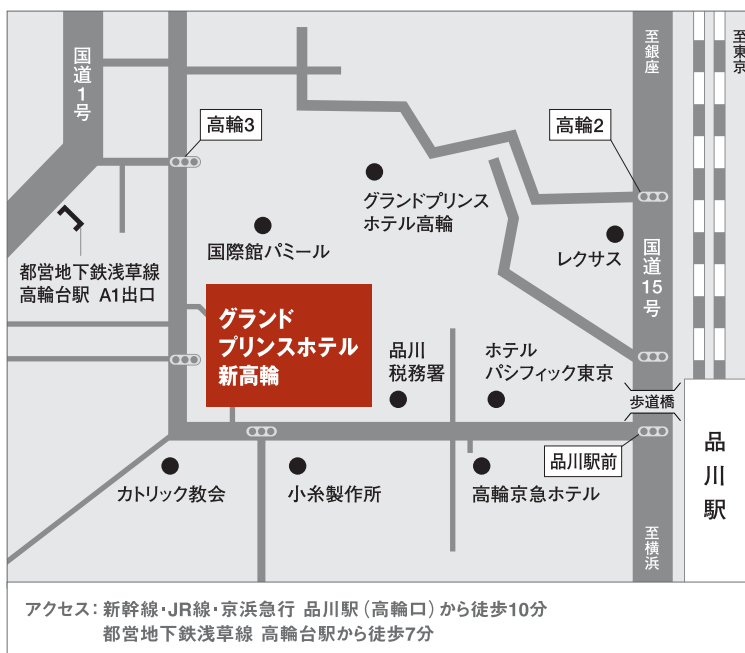 国道1号
至銀座
至東京
高輪3
高輪2
グランドプリンス
ホテル高輪
国際館パミール
レクサス
国道15号
都営地下鉄浅草線
高輪台駅 A1出口
グランド
プリンスホテル
新高輪
品川
税務署
ホテル
パシフィック東京
歩道橋
品川駅前
品川駅
カトリック教会
小糸製作所
高輪京急ホテル
至横浜
アクセス：新幹線・JR線・京浜急行 品川駅（高輪口）から徒歩10分
都営地下鉄浅草線 高輪台駅から徒歩7分